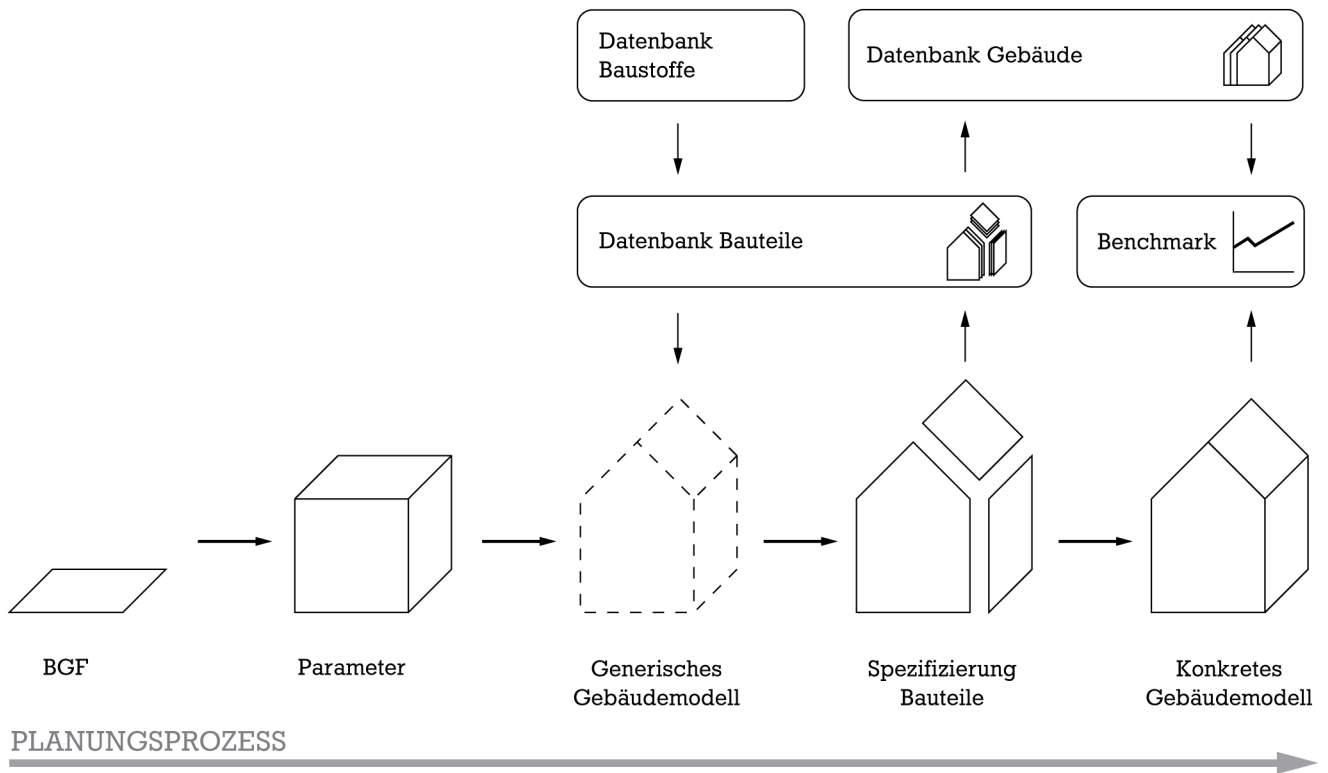 Datenbank
Baustoffe
Datenbank Gebäude
Datenbank Bauteile
Benchmark
BGF
Parameter
Generisches
Gebäudemodell
Spezifizierung
Bauteile
Konkretes
Gebäudemodell
PLANUNGSPROZESS